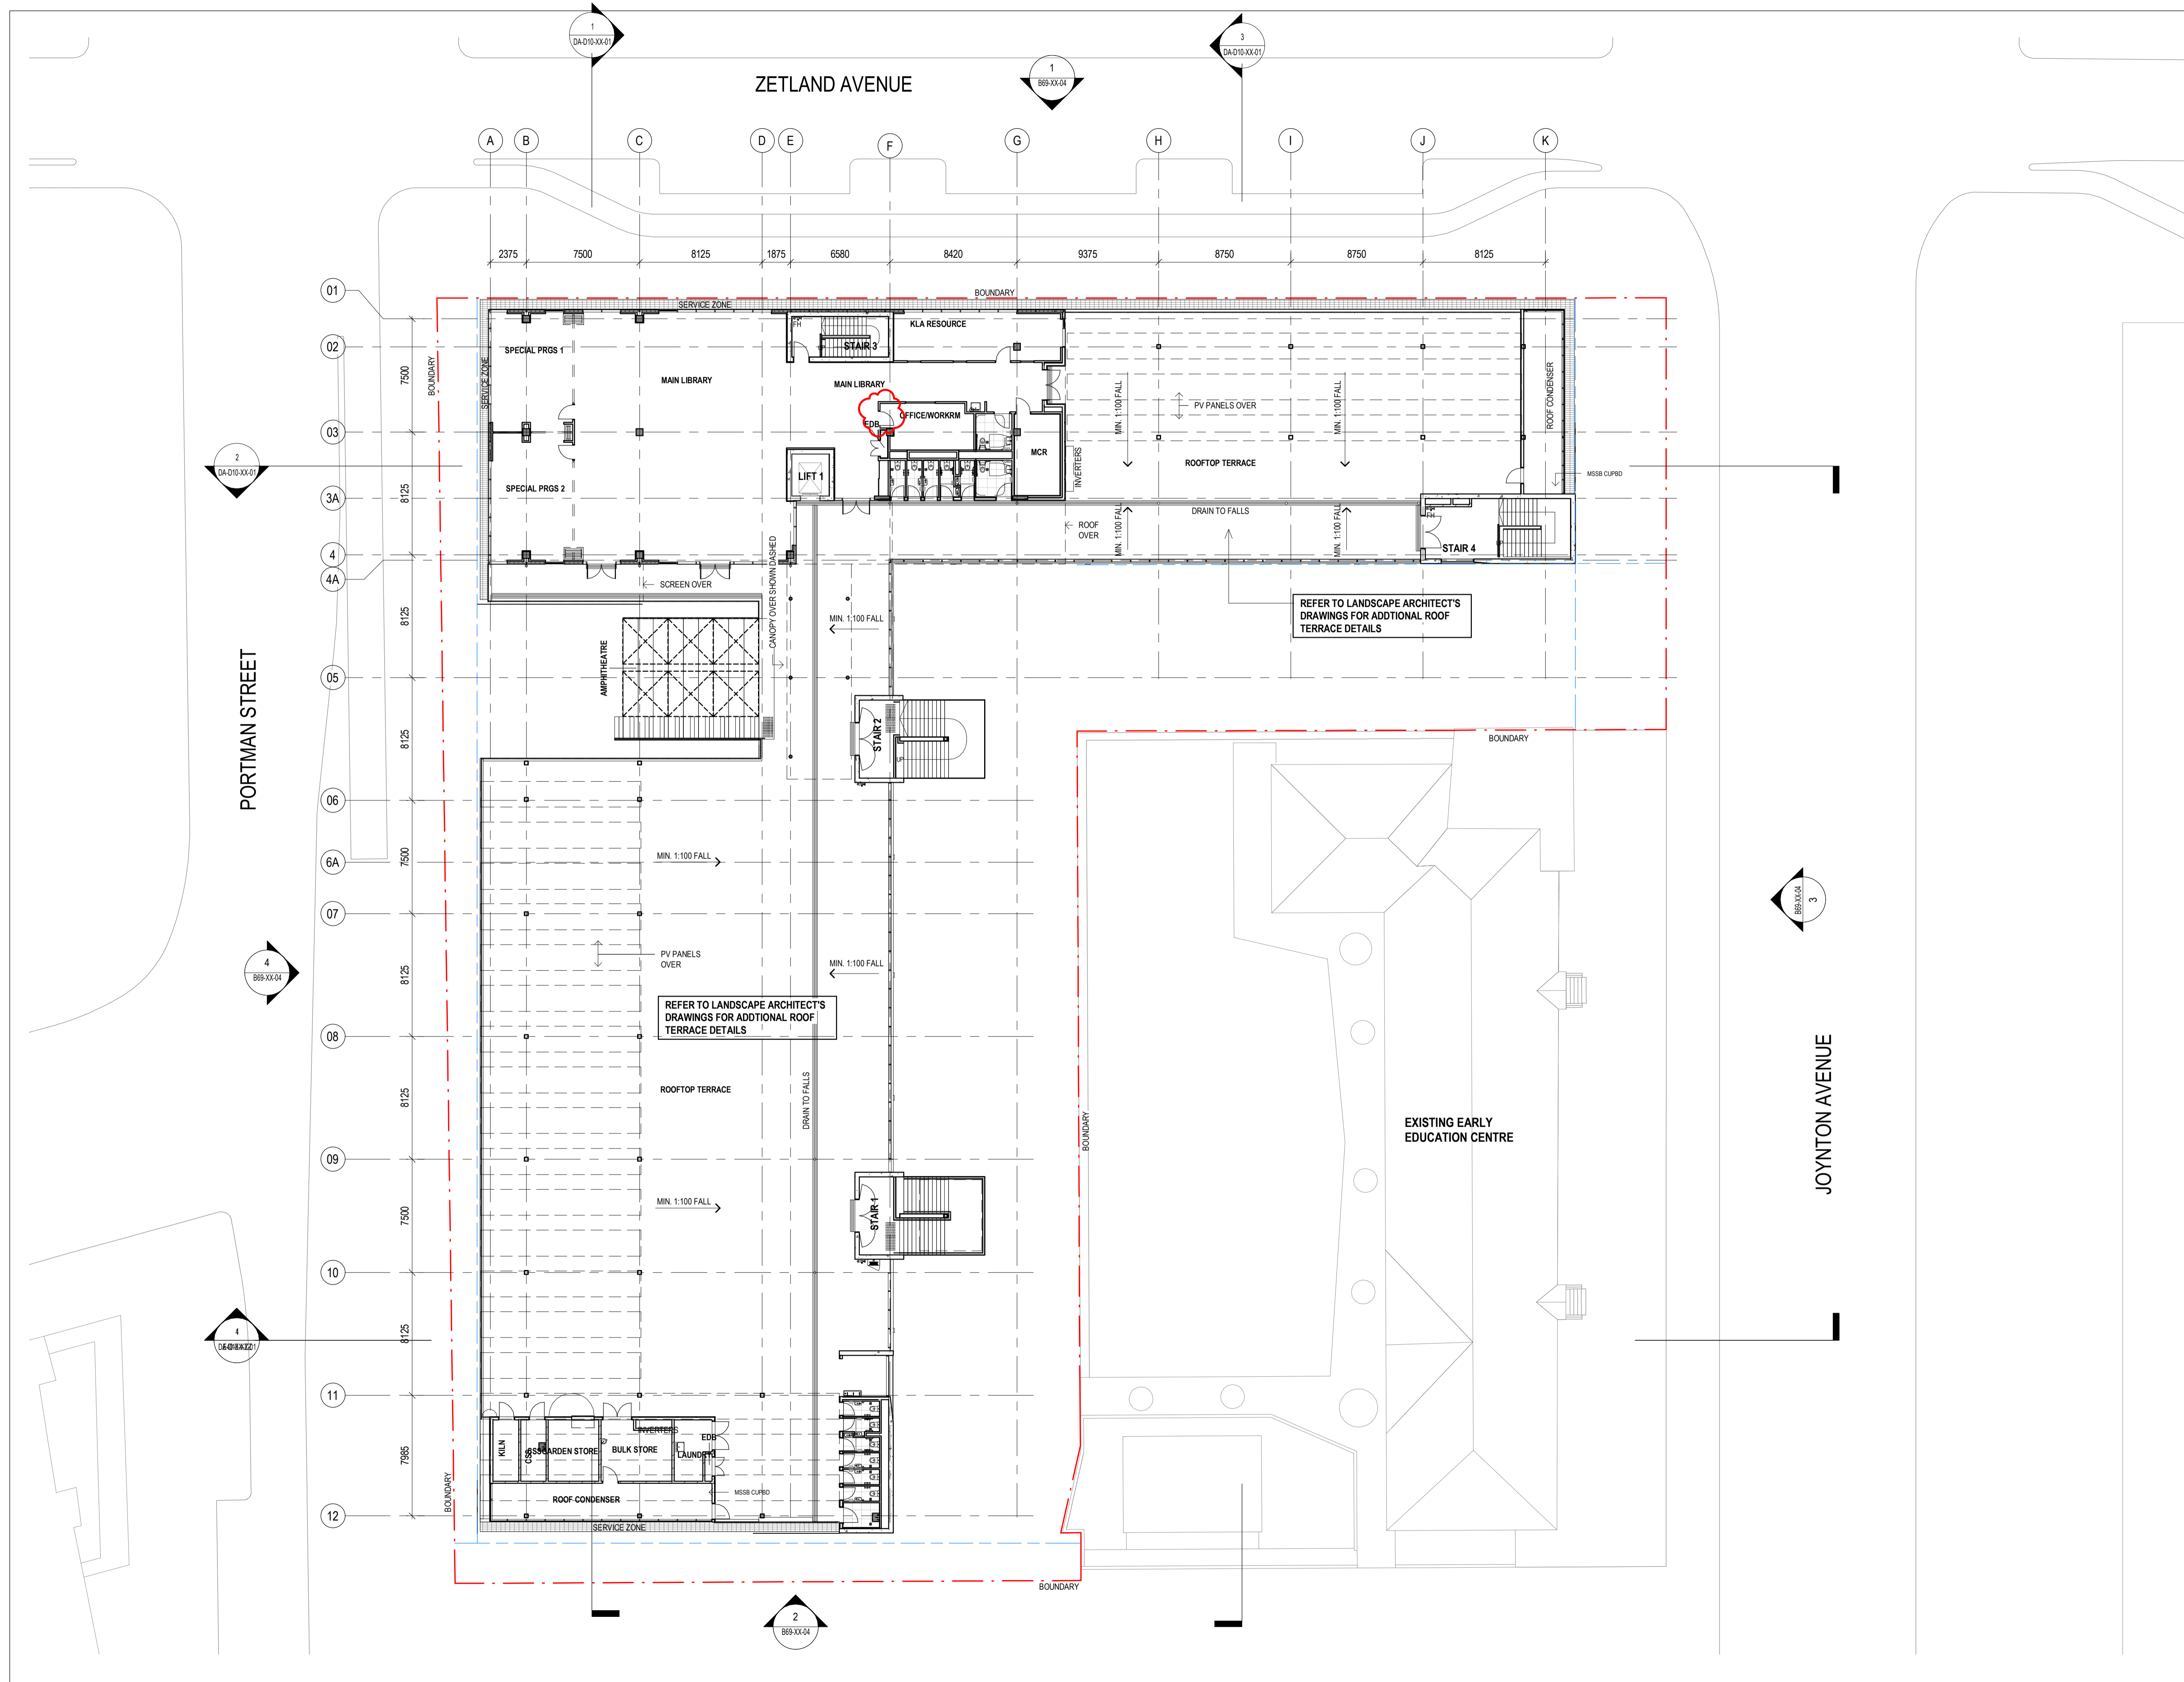 1
DA-D10-XX-01
3
DA-D10-XX-01
ZETLAND AVENUE
1
B69-XX-04
A
B
C
D
E
F
G
H
I
J
K
2375
7500
8125
1875
6580
8420
9375
8750
8750
8125
01
02
03
3A
4
4A
05
06
6A
07
08
09
10
11
12
7500
8125
8125
8125
7500
8125
8125
7500
8125
7985
BOUNDARY
SERVICE ZONE
BOUNDARY
SERVICE ZONE
FH
STAIR 3
KLA RESOURCE
SPECIAL PRGS 1
MAIN LIBRARY
MAIN LIBRARY
OFFICE/WORKRM
EDB
MCR
LIFT 1
SPECIAL PRGS 2
INVERTERS
MIN. 1:100 FALL
PV PANELS OVER
MIN. 1:100 FALL
ROOFTOP TERRACE
ROOF CONDENSER
MSSB CUPBD
2
DA-D10-XX-01
ROOF
OVER
MIN. 1:100 FALL
DRAIN TO FALLS
MIN. 1:100 FALL
FH
STAIR 4
UP
SCREEN OVER
CANOPY OVER SHOWN DASHED
MIN. 1:100 FALL
REFER TO LANDSCAPE ARCHITECT'S
DRAWINGS FOR ADDTIONAL ROOF
TERRACE DETAILS
AMPHITHEATRE
PORTMAN STREET
STAIR 2
UP
BOUNDARY
MIN. 1:100 FALL
PV PANELS
OVER
MIN. 1:100 FALL
4
B69-XX-04
B69-XX-04
3
REFER TO LANDSCAPE ARCHITECT'S
DRAWINGS FOR ADDTIONAL ROOF
TERRACE DETAILS
ROOFTOP TERRACE
DRAIN TO FALLS
BOUNDARY
EXISTING EARLY
EDUCATION CENTRE
JOYNTON AVENUE
MIN. 1:100 FALL
STAIR 1
4
KILN
CSS
GARDEN STORE
BULK STORE
INVERTERS
LAUNDRY
EDB
ROOF CONDENSER
MSSB CUPBD
SERVICE ZONE
BOUNDARY
BOUNDARY
2
B69-XX-04